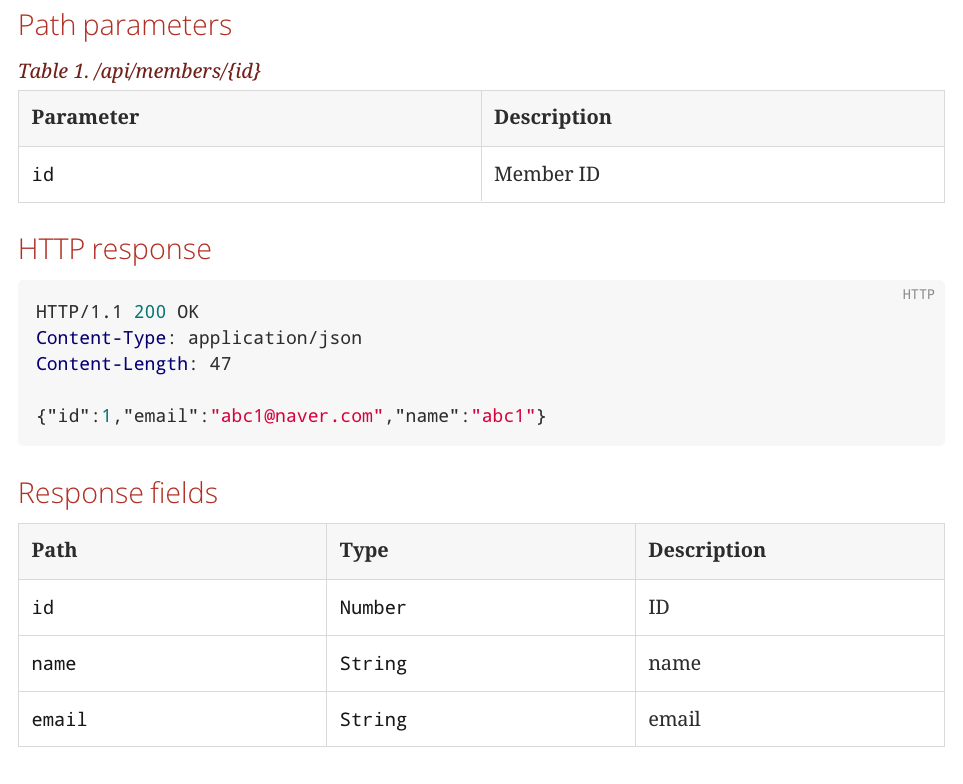 Path parameters
Table 1. /api/members/{id}
Parameter Description
id Member ID
HTTP response
HTTP
HTTP/1.1 200 OK
Content-Type: application/json
Content-Length: 47
{"id":1,"email":"abc1@naver.com","name":"abc1"}
Response fields
Path Type Description
id Number ID
name String name
email String email